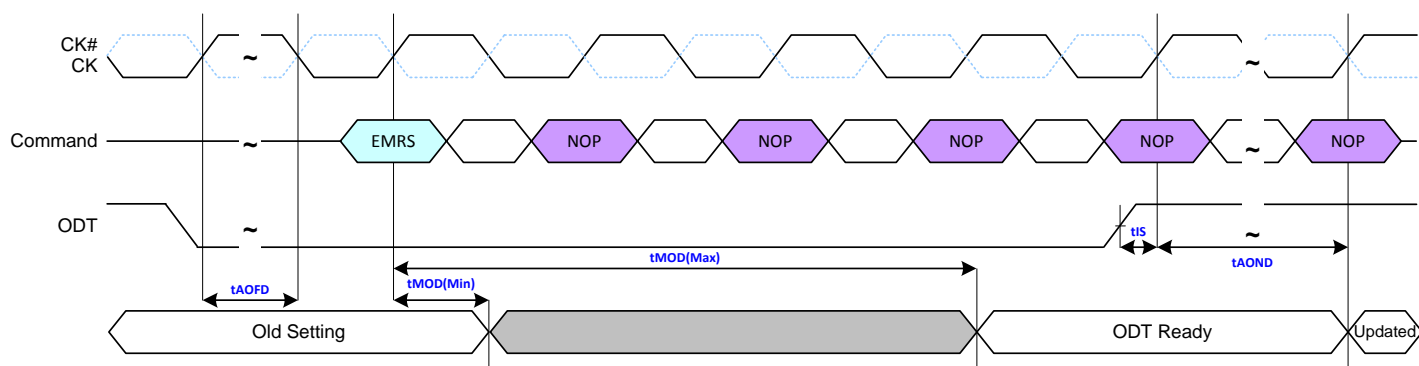 CK#
CK
~ ~
Command
~ EMRS NOP NOP NOP NOP ~ NOP
ODT
~ tIS ~
tMOD(Max)
tAOND
tMOD(Min)
tAOFD
Old Setting ODT Ready Updated